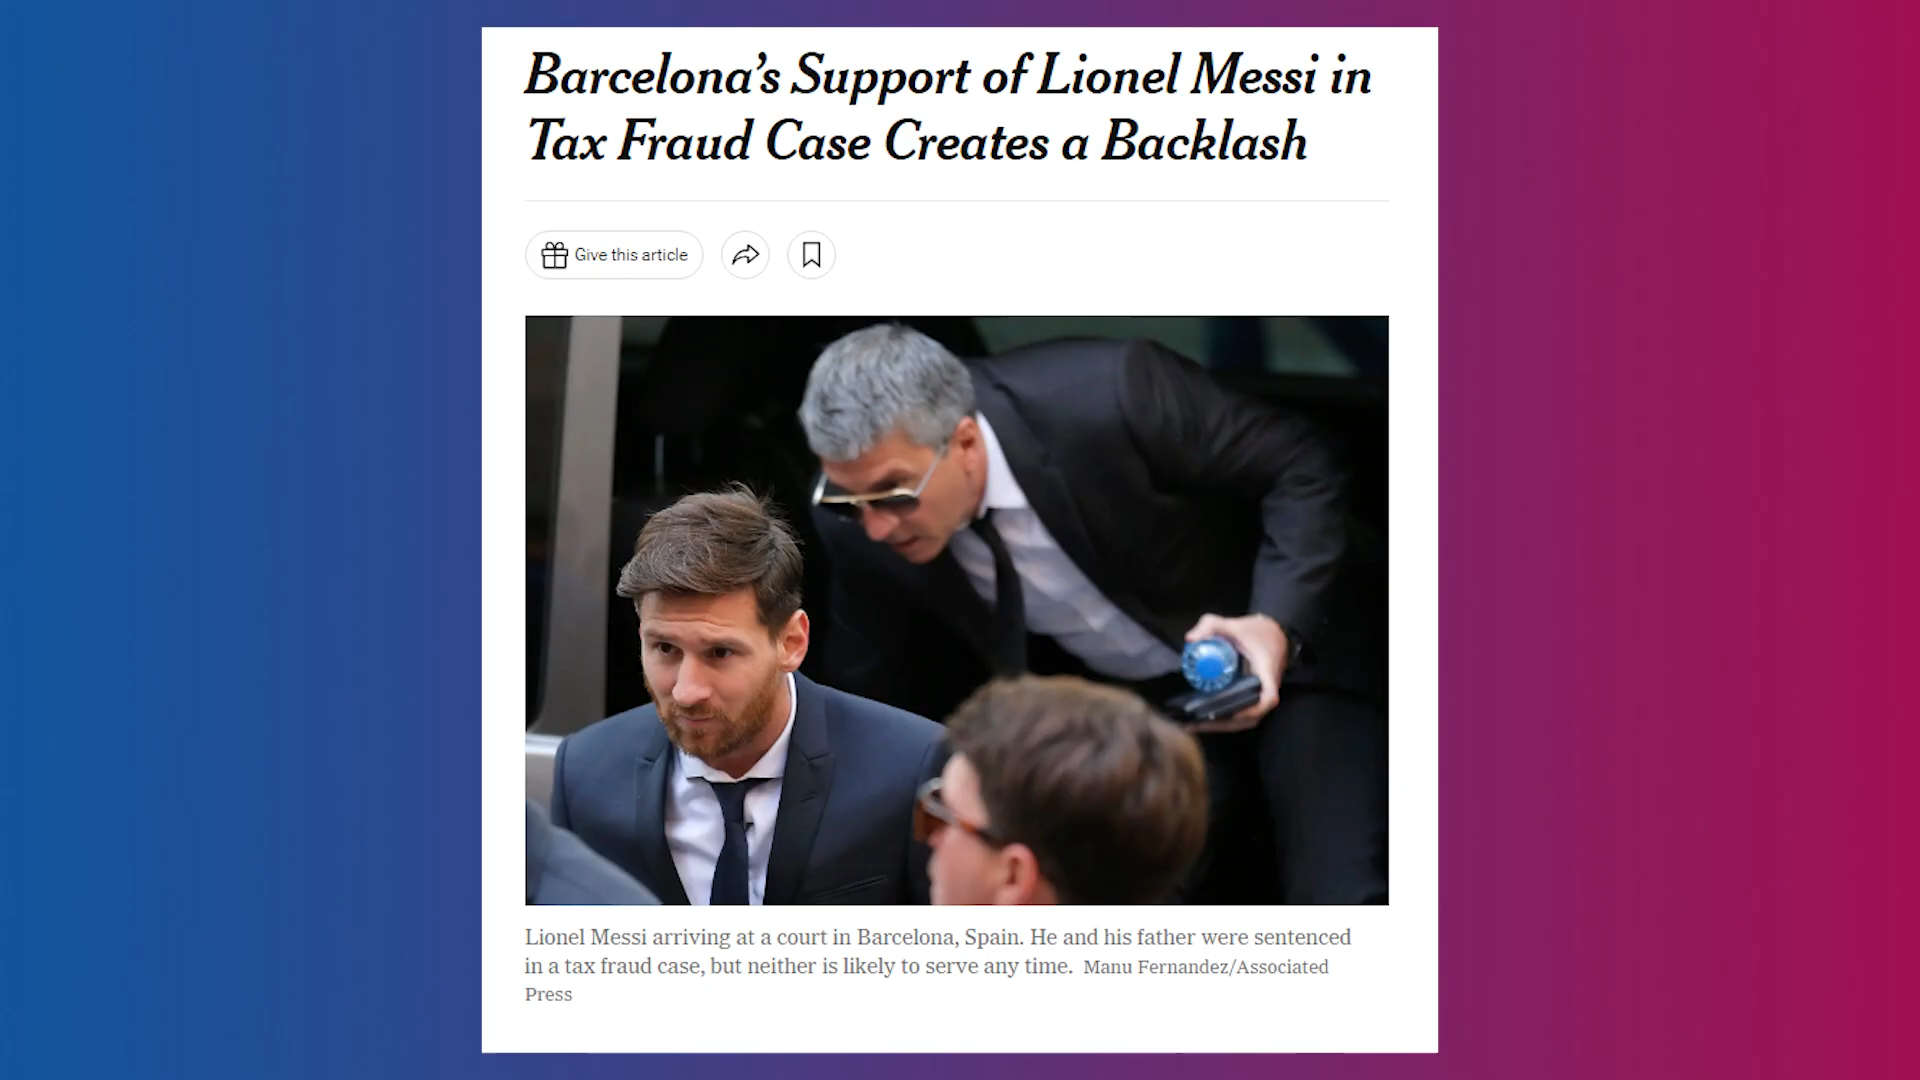 Barcelona’s Support of Lionel Messi in
Tax Fraud Case Creates a Backlash
Give this article
Lionel Messi arriving at a court in Barcelona, Spain. He and his father were sentenced
in a tax fraud case, but neither is likely to serve any time. Manu Fernandez/Associated
Press